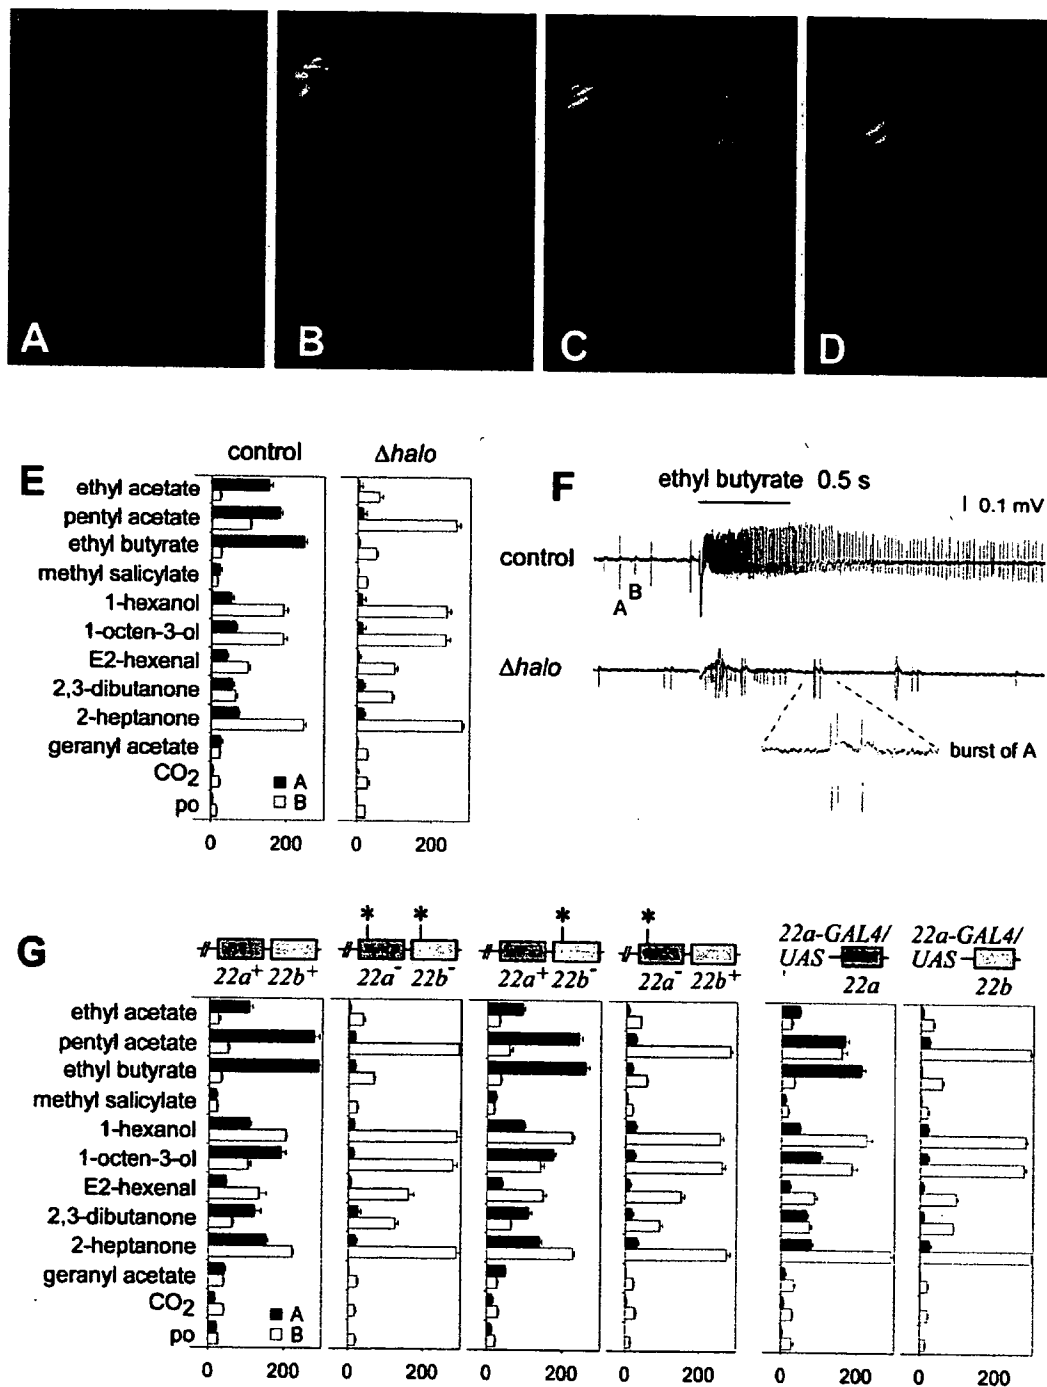 A
B
C
D
E
control
Δhalo
ethyl acetate
pentyl acetate
ethyl butyrate
methyl salicylate
1-hexanol
1-octen-3-ol
E2-hexenal
2,3-dibutanone
2-heptanone
geranyl acetate
CO2
po
A
B
0 200
0 200
F
ethyl butyrate 0.5 s
0.1 mV
control
A
B
Δhalo
burst of A
G
* * * *
22a+ 22b+
22a- 22b-
22a+ 22b-
22a- 22b+
22a-GAL4/
UAS
22a
22a-GAL4/
UAS
22b
ethyl acetate
pentyl acetate
ethyl butyrate
methyl salicylate
1-hexanol
1-octen-3-ol
E2-hexenal
2,3-dibutanone
2-heptanone
geranyl acetate
CO2
po
A
B
0 200
0 200
0 200
0 200
0 200
0 200